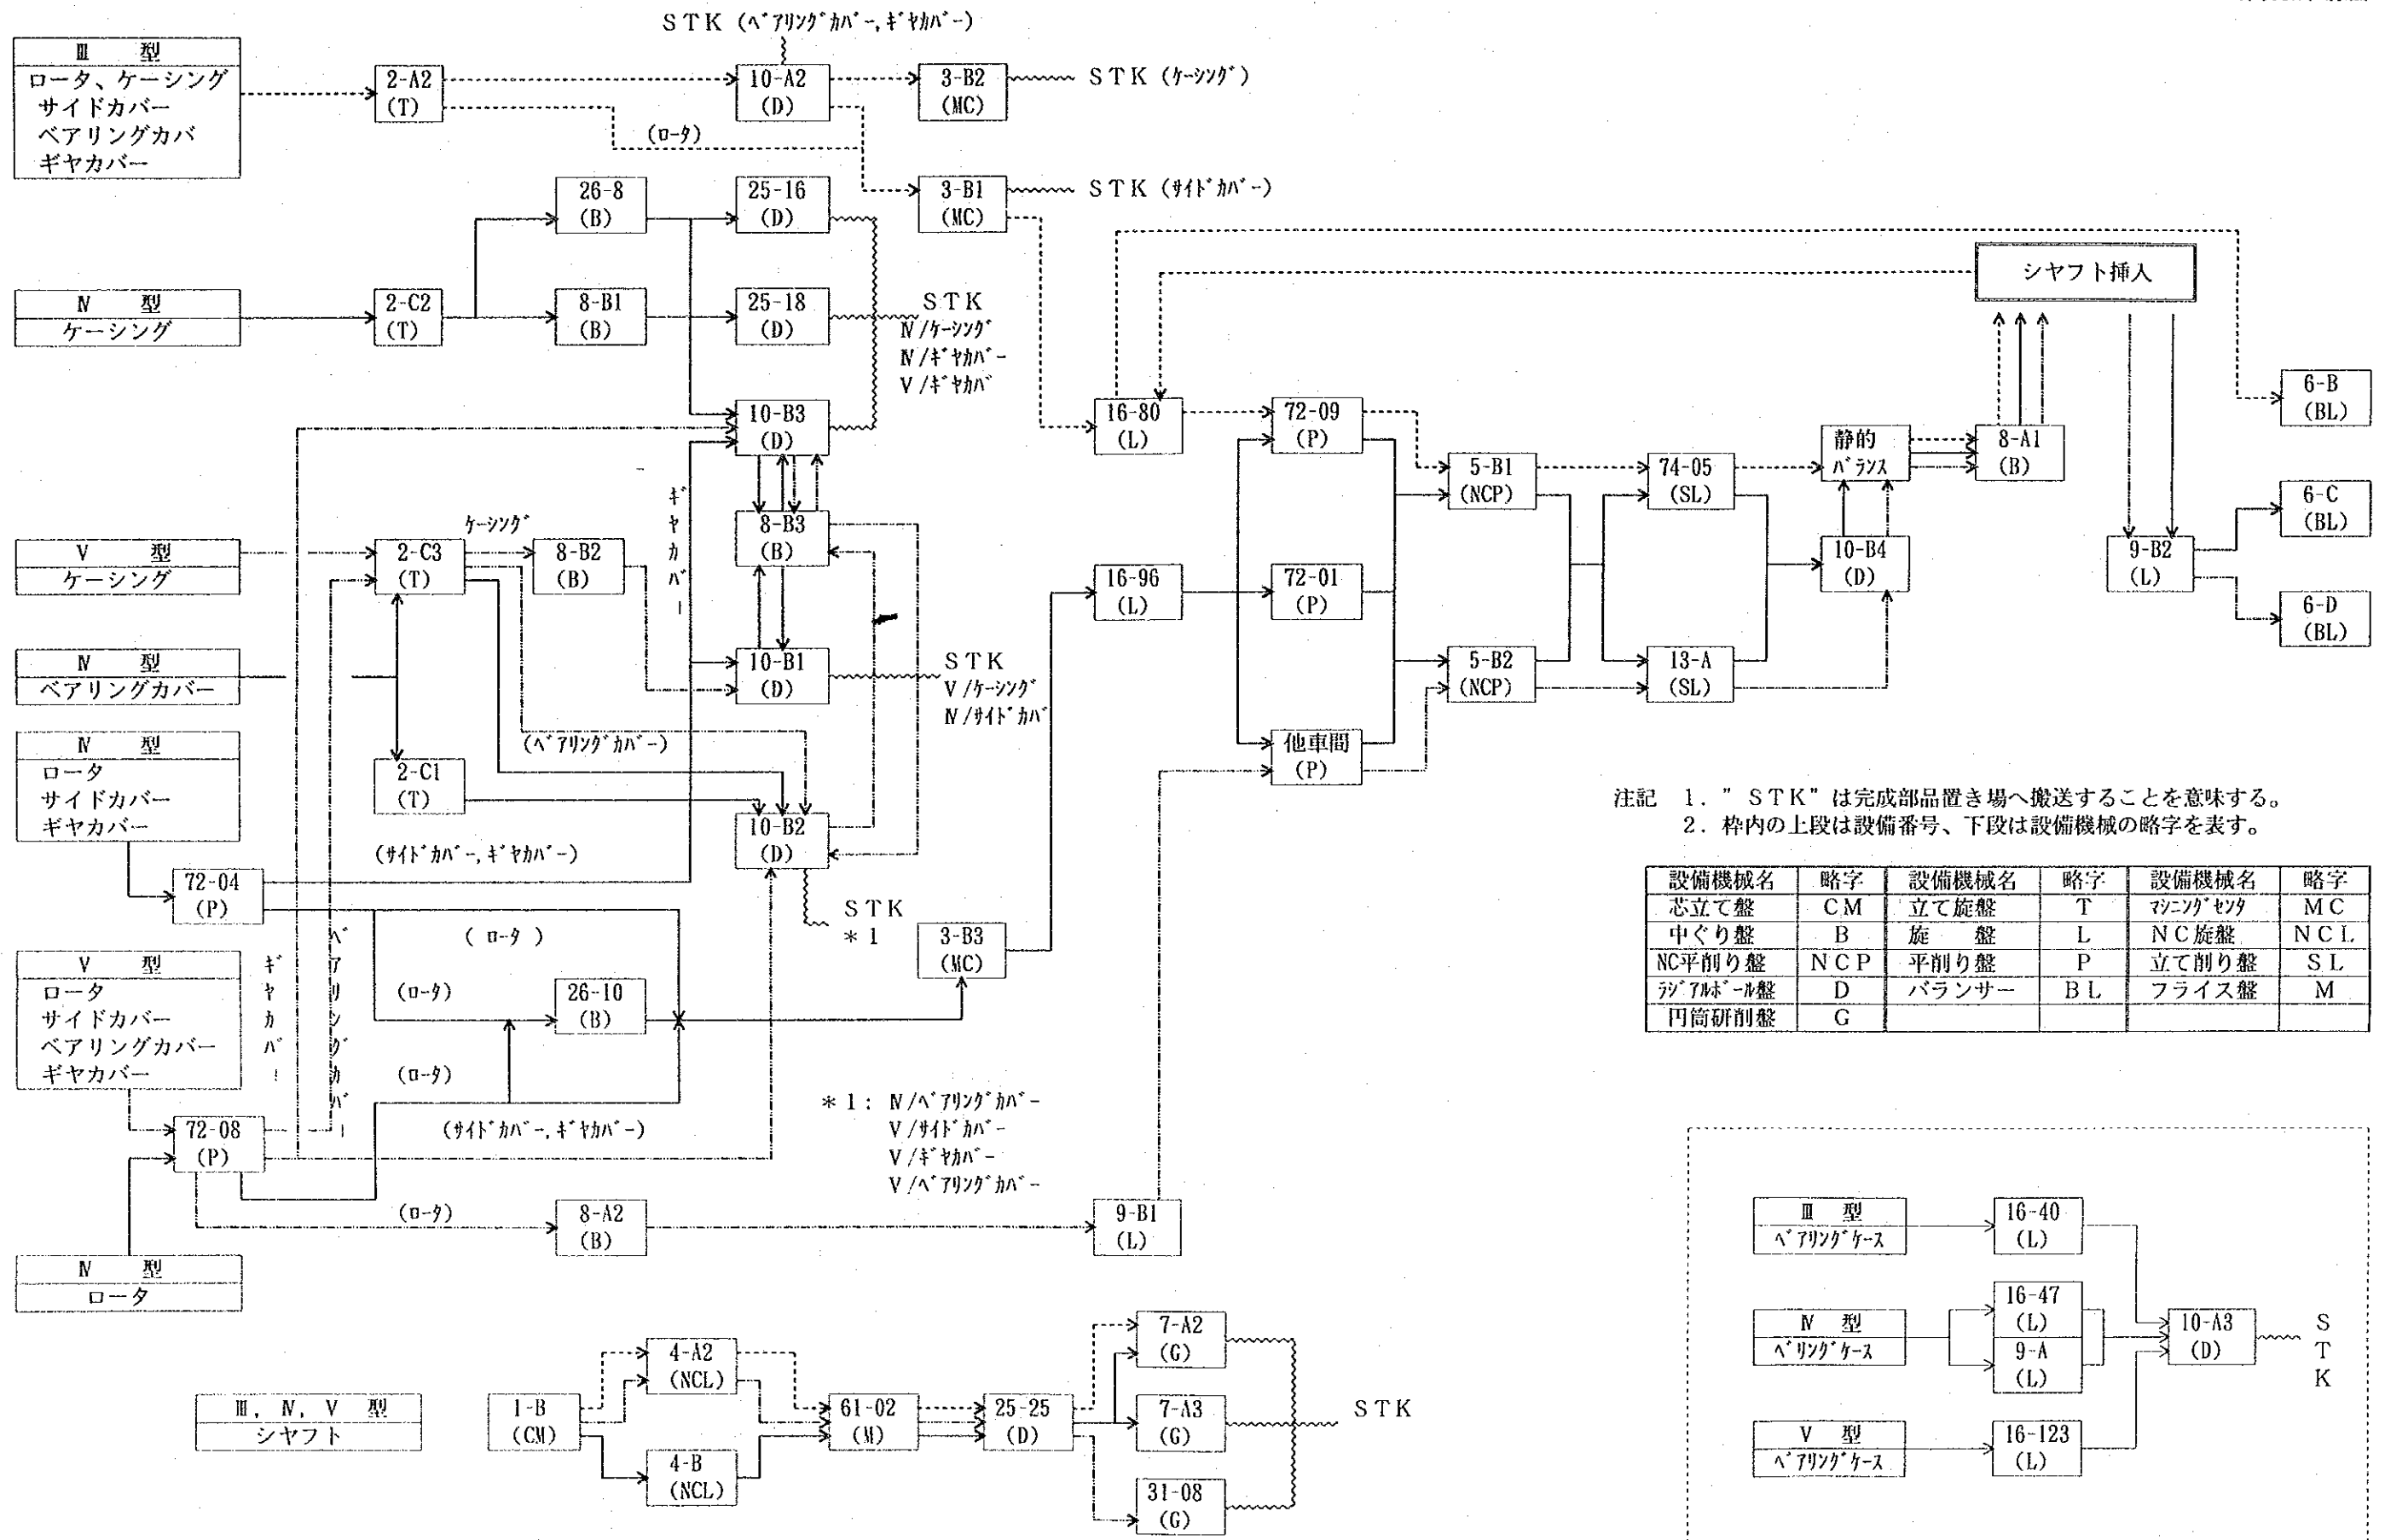 STK (ﾍﾞｱﾘﾝｸﾞｶﾊﾞｰ,ｷﾞﾔｶﾊﾞｰ)
Ⅲ 型
ロータ、ケーシング
サイドカバー
ベアリングカバ
ギヤカバー
2-A2
(T)
10-A2
(D)
3-B2
(MC)
STK (ｹｰｼﾝｸﾞ)
(ﾛｰﾀ)
3-B1
(MC)
STK (ｻｲﾄﾞｶﾊﾞｰ)
26-8
(B)
25-16
(D)
Ⅳ 型
ケーシング
2-C2
(T)
8-B1
(B)
25-18
(D)
STK
Ⅳ/ｹｰｼﾝｸﾞ
Ⅳ/ｷﾞﾔｶﾊﾞｰ
Ⅴ/ｷﾞﾔｶﾊﾞ
10-B3
(D)
ギヤカバー
8-B3
(B)
Ⅴ 型
ケーシング
2-C3
(T)
ｹｰｼﾝｸﾞ
8-B2
(B)
Ⅳ 型
ベアリングカバー
10-B1
(D)
STK
Ⅴ/ｹｰｼﾝｸﾞ
Ⅳ/ｻｲﾄﾞｶﾊﾞ
(ﾍﾞｱﾘﾝｸﾞｶﾊﾞｰ)
Ⅳ 型
ロータ
サイドカバー
ギヤカバー
2-C1
(T)
10-B2
(D)
(ｻｲﾄﾞｶﾊﾞｰ,ｷﾞﾔｶﾊﾞｰ)
72-04
(P)
STK
*1
(ﾛｰﾀ)
3-B3
(MC)
Ⅴ 型
ロータ
サイドカバー
ベアリングカバー
ギヤカバー
ギヤカバー
ベアリングカバー
(ﾛｰﾀ)
26-10
(B)
(ﾛｰﾀ)
72-08
(P)
(ｻｲﾄﾞｶﾊﾞｰ,ｷﾞﾔｶﾊﾞｰ)
*1: Ⅳ/ﾍﾞｱﾘﾝｸﾞｶﾊﾞｰ
Ⅴ/ｻｲﾄﾞｶﾊﾞｰ
Ⅴ/ｷﾞﾔｶﾊﾞｰ
Ⅴ/ﾍﾞｱﾘﾝｸﾞｶﾊﾞｰ
(ﾛｰﾀ)
8-A2
(B)
9-B1
(L)
Ⅳ 型
ロータ
シヤフト挿入
16-80
(L)
72-09
(P)
5-B1
(NCP)
74-05
(SL)
静的
ﾊﾞﾗﾝｽ
8-A1
(B)
6-B
(BL)
6-C
(BL)
16-96
(L)
72-01
(P)
10-B4
(D)
9-B2
(L)
6-D
(BL)
5-B2
(NCP)
13-A
(SL)
他車間
(P)
注記 1. ”STK”は完成部品置き場へ搬送することを意味する。
2. 枠内の上段は設備番号、下段は設備機械の略字を表す。
設備機械名 略字 設備機械名 略字 設備機械名 略字
芯立て盤 CM 立て旋盤 T ﾏｼﾆﾝｸﾞｾﾝﾀ MC
中ぐり盤 B 旋 盤 L NC旋盤 NCL
NC平削り盤 NCP 平削り盤 P 立て削り盤 SL
ﾗｼﾞｱﾙﾎﾞｰﾙ盤 D バランサー BL フライス盤 M
円筒研削盤 G
Ⅲ, Ⅳ, Ⅴ 型
シヤフト
1-B
(CM)
4-A2
(NCL)
4-B
(NCL)
61-02
(M)
25-25
(D)
7-A2
(G)
7-A3
(G)
31-08
(G)
STK
Ⅲ 型
ﾍﾞｱﾘﾝｸﾞｹｰｽ
16-40
(L)
Ⅳ 型
ﾍﾞﾘﾝｸﾞｹｰｽ
16-47
(L)
9-A
(L)
10-A3
(D)
STK
Ⅴ 型
ﾍﾞｱﾘﾝｸﾞｹｰｽ
16-123
(L)